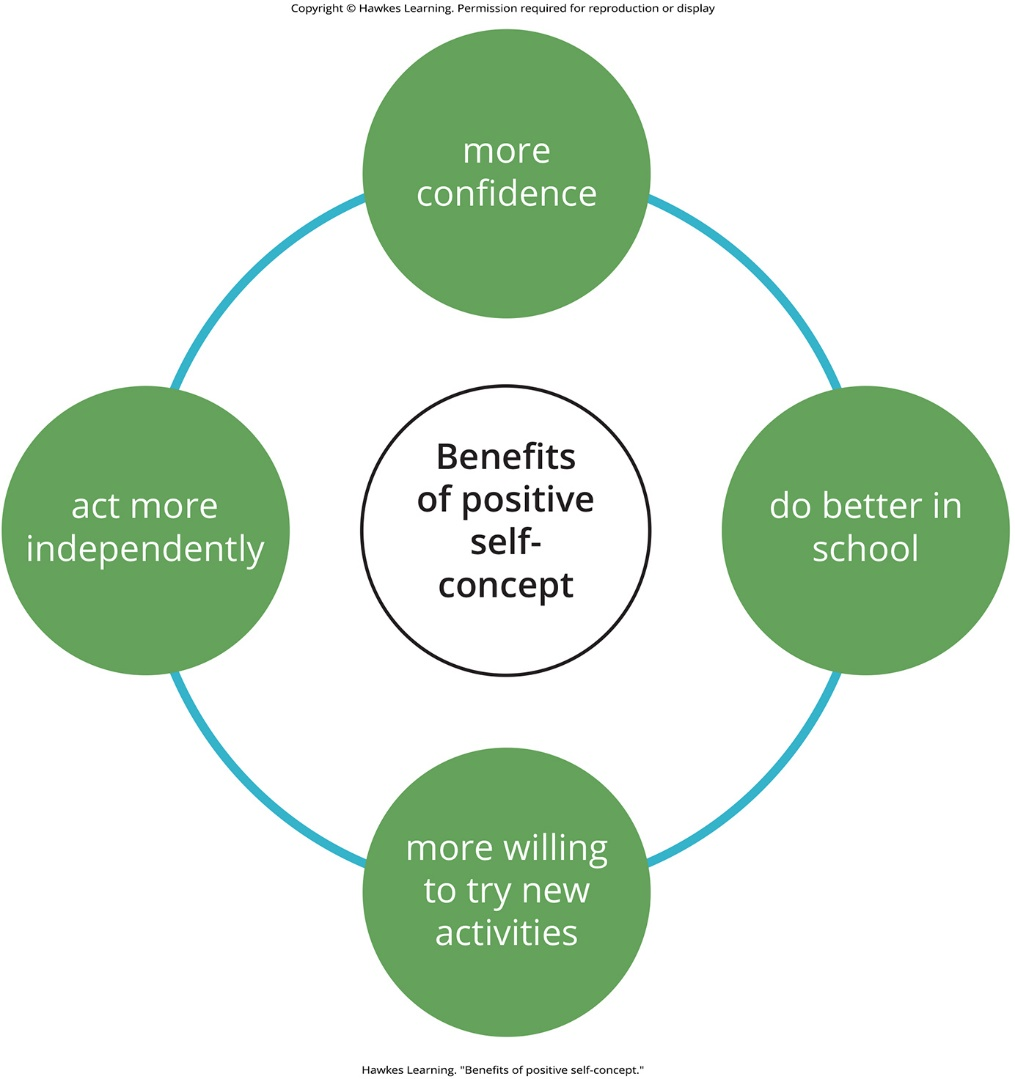 Copyright © Hawkes Learning. Permission required for reproduction or display
more
confidence
act more
independently
Benefits
of positive
self-
concept
do better in
school
more willing
to try new
activities
Hawkes Learning. "Benefits of positive self-concept."